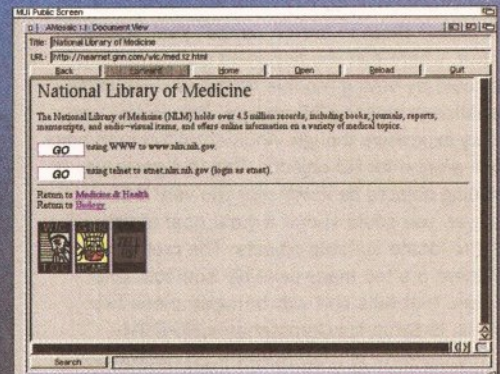 MUI Public Screen
AMosaic 1.1: Document View
Title: National Library of Medicine
URL: http://nearnet.gnn.com/wic/med.12.html
Back Forward Home Open Reload Quit
National Library of Medicine
The National Library of Medicine (NLM) holds over 4.5 million records, including books, journals, reports,
manuscripts, and audio-visual items, and offers online information on a variety of medical topics.
GO using WWW to www.nlm.nih.gov.
GO using telnet to etnet.nlm.nih.gov (login as etnet).
Return to Medicine & Health
Return to Biology
WIC GNN
TOC HOME
Search